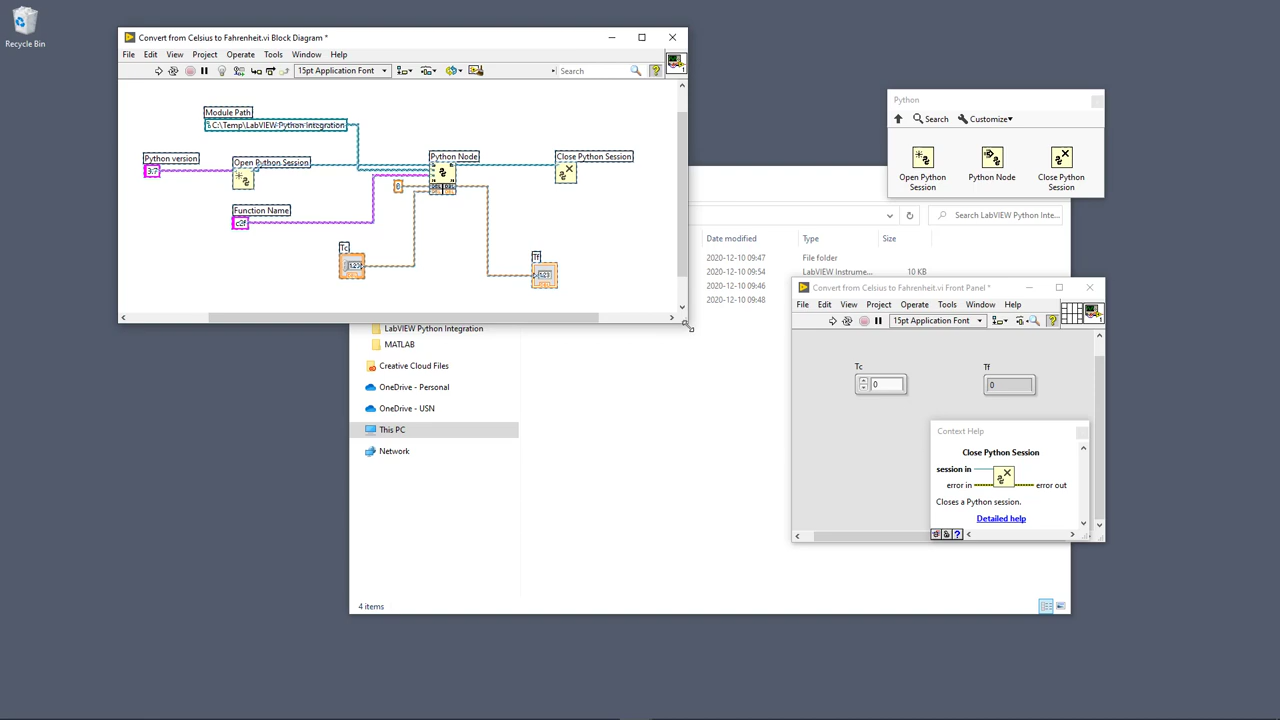 Recycle Bin
Convert from Celsius to Fahrenheit.vi Block Diagram *
File Edit View Project Operate Tools Window Help
15pt Application Font Search
Module Path
C:\Temp\LabVIEW Python Integration
Python version
3.7
Open Python Session
Python Node
Close Python Session
Function Name
c2f
0
Tc
1.23
Tf
1.23
Python
Search Customize
Open Python Session
Python Node
Close Python Session
Search LabVIEW Python Inte...
Date modified Type Size
2020-12-10 09:47 File folder
2020-12-10 09:54 LabVIEW Instrume... 10 KB
2020-12-10 09:46
2020-12-10 09:48
LabVIEW Python Integration
MATLAB
Creative Cloud Files
OneDrive - Personal
OneDrive - USN
This PC
Network
4 items
Convert from Celsius to Fahrenheit.vi Front Panel *
File Edit View Project Operate Tools Window Help
15pt Application Font
Tc
0
Tf
0
Context Help
Close Python Session
session in
error in error out
Closes a Python session.
Detailed help